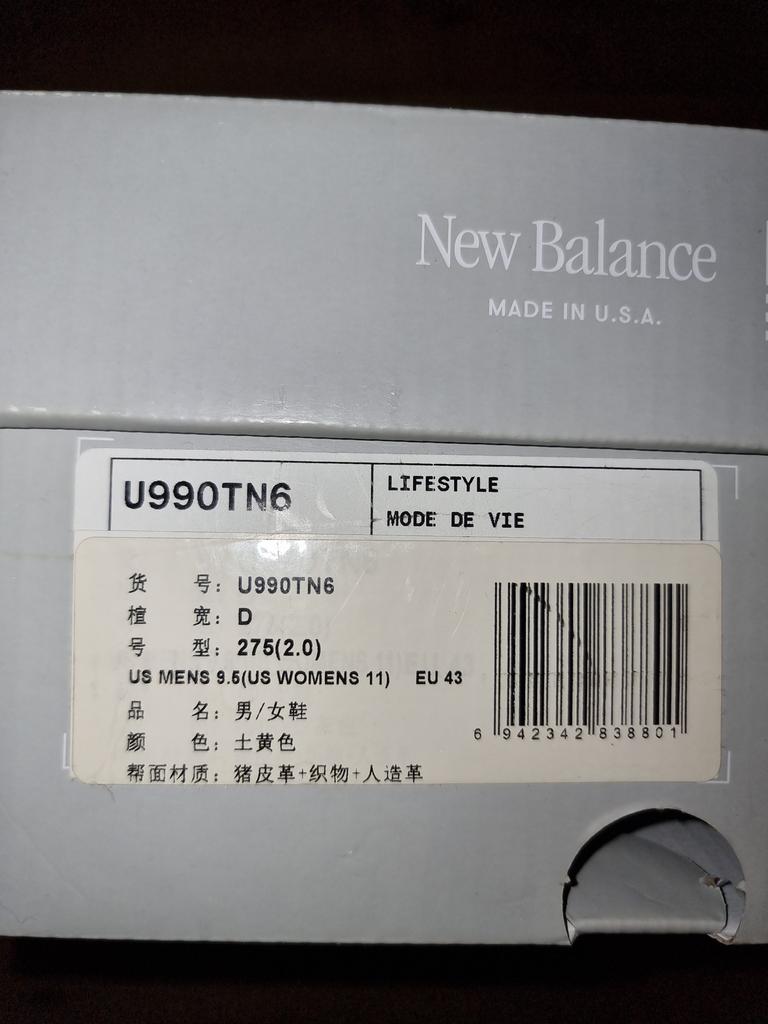 New Balance
MADE IN U.S.A.
U990TN6
LIFESTYLE
MODE DE VIE
货 号: U990TN6
楦 宽: D
号 型: 275(2.0)
US MENS 9.5(US WOMENS 11) EU 43
品 名: 男/女鞋
颜 色: 土黄色
帮面材质: 猪皮革+织物+人造革
6 942342 838801